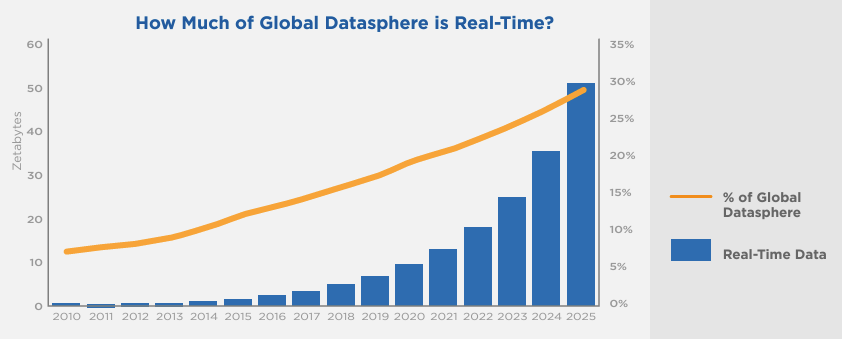 How Much of Global Datasphere is Real-Time?
60
50
40
30
20
10
0
Zetabytes
35%
30%
25%
20%
15%
10%
5%
0%
2010 2011 2012 2013 2014 2015 2016 2017 2018 2019 2020 2021 2022 2023 2024 2025
% of Global
Datasphere
Real-Time Data